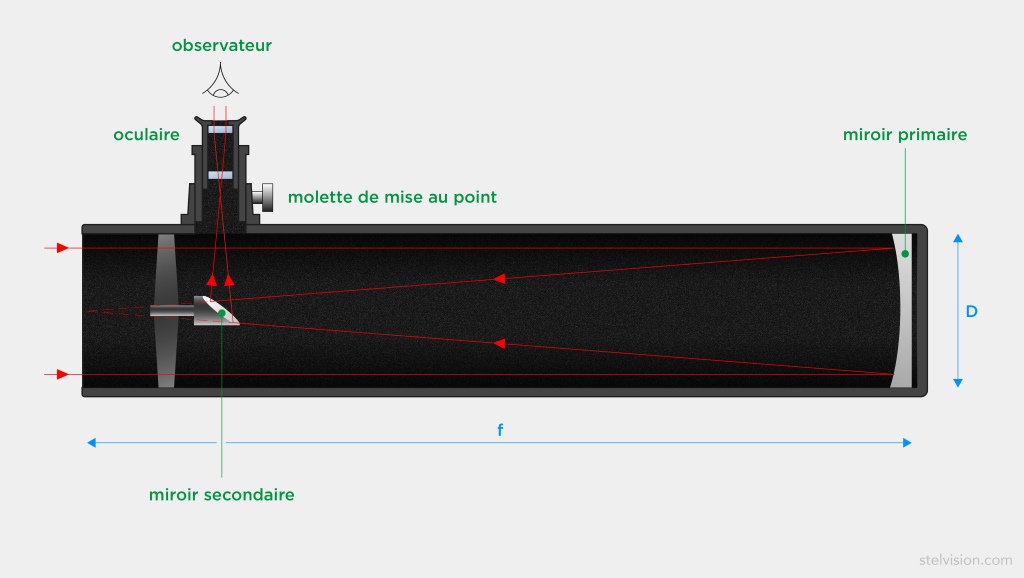 observateur
oculaire
miroir primaire
molette de mise au point
D
f
miroir secondaire
stelvision.com